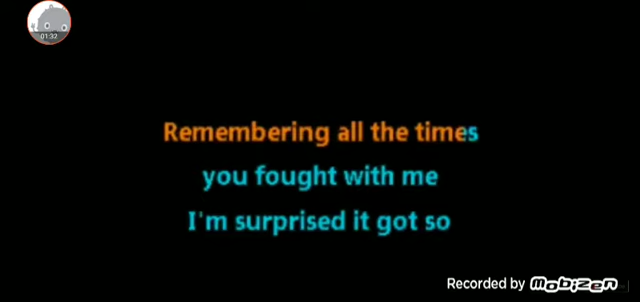 01:32
Remembering all the times
you fought with me
I'm surprised it got so
Recorded by Mobizen